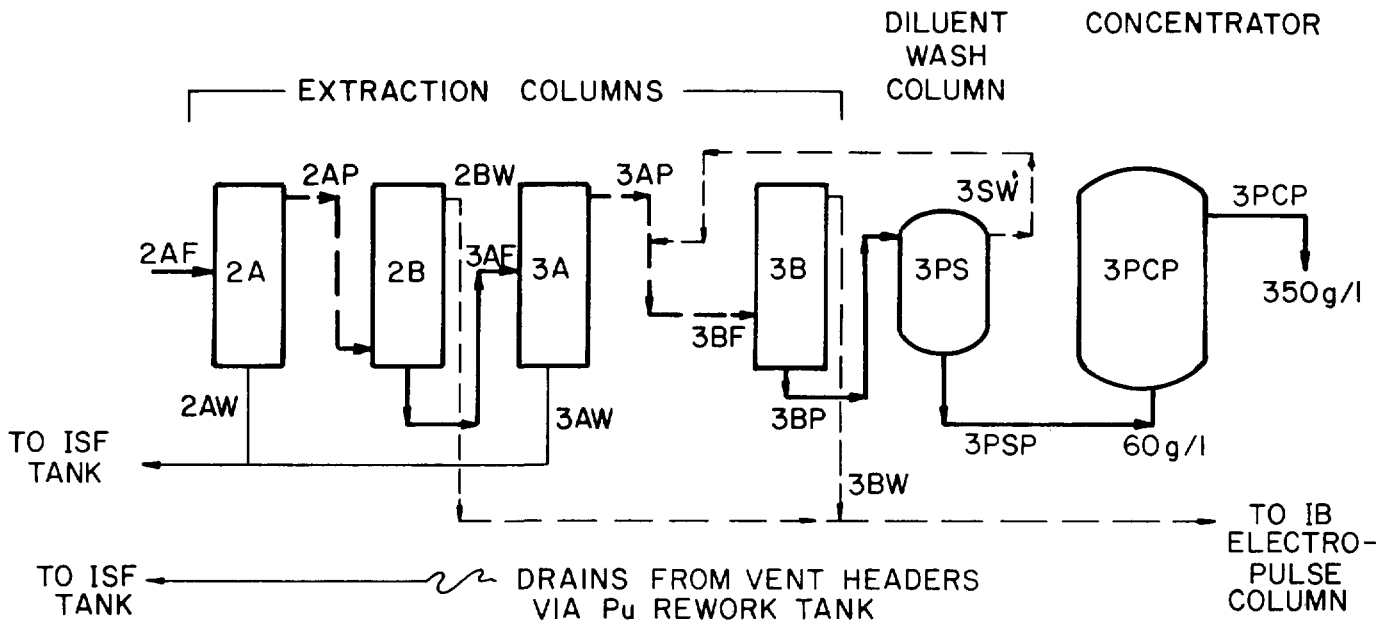 DILUENT
WASH
COLUMN
CONCENTRATOR
EXTRACTION COLUMNS
2AP
2BW
3AP
3SW
3PCP
2AF
2A
2B
3AF
3A
3B
3PS
3PCP
350g/l
3BF
2AW
3AW
3BP
3PSP
60g/l
TO ISF
TANK
3BW
TO IB
ELECTRO-
PULSE
COLUMN
TO ISF
TANK
DRAINS FROM VENT HEADERS
VIA Pu REWORK TANK